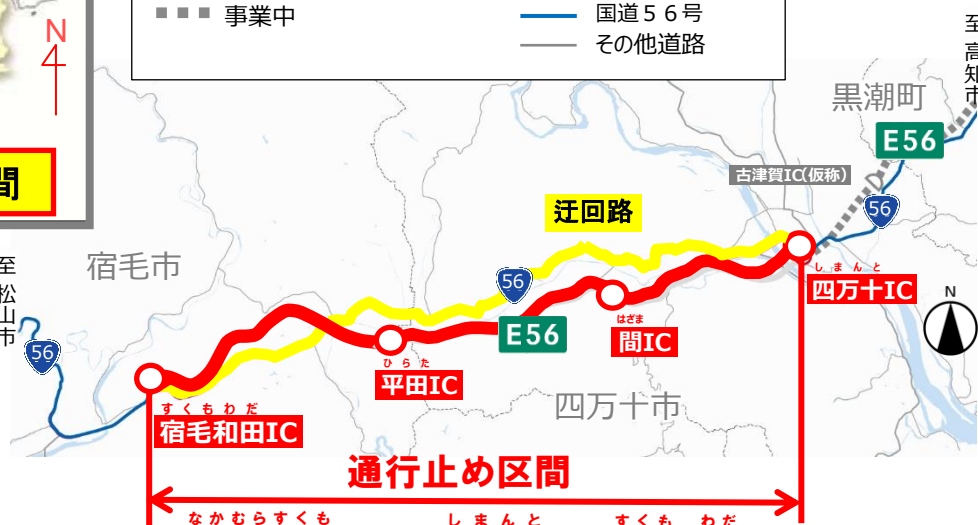 事業中
国道５６号
その他道路
N
間
至高知市
黒潮町
E56
古津賀IC(仮称)
迂回路
56
宿毛市
至松山市
56
56
しまんと
四万十IC
N
はざま
間IC
E56
ひらた
平田IC
四万十市
すくもわだ
宿毛和田IC
通行止め区間
なかむらすくも しまんと すくも わだ